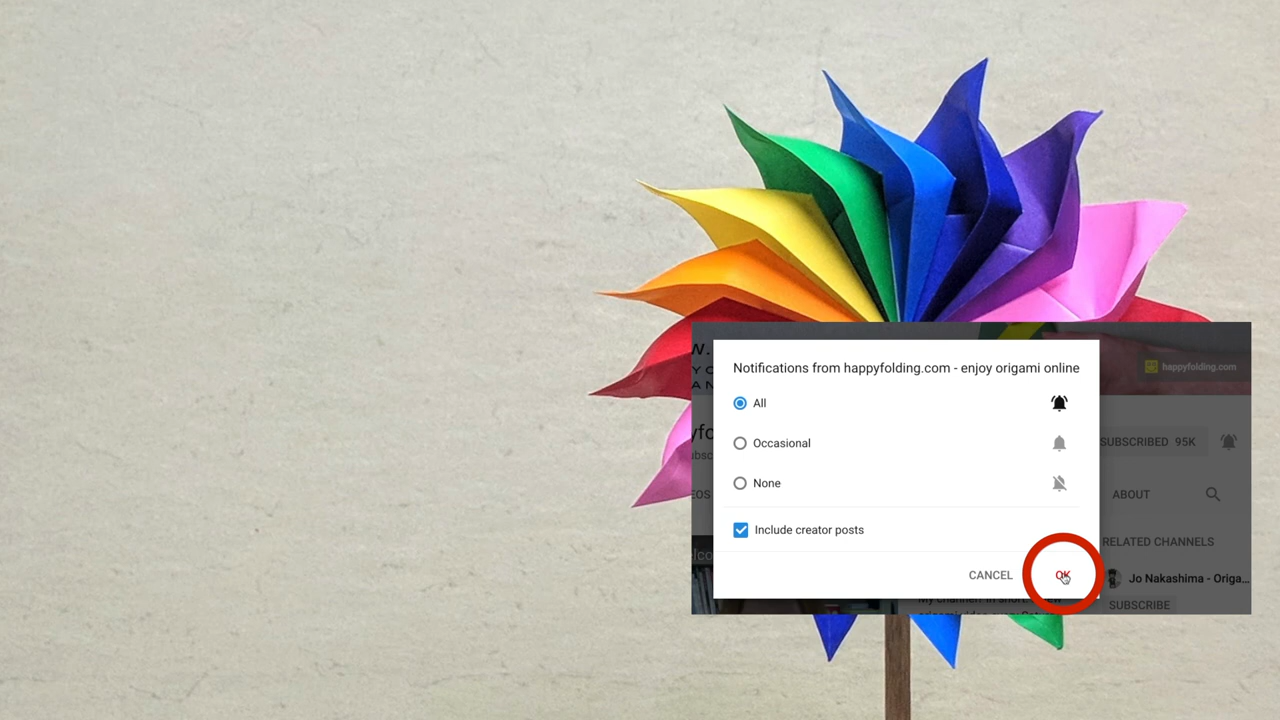 Notifications from happyfolding.com - enjoy origami online
happyfolding.com
All
Occasional
SUBSCRIBED 95K
None
ABOUT
Include creator posts
RELATED CHANNELS
CANCEL
OK
Jo Nakashima - Origa...
SUBSCRIBE